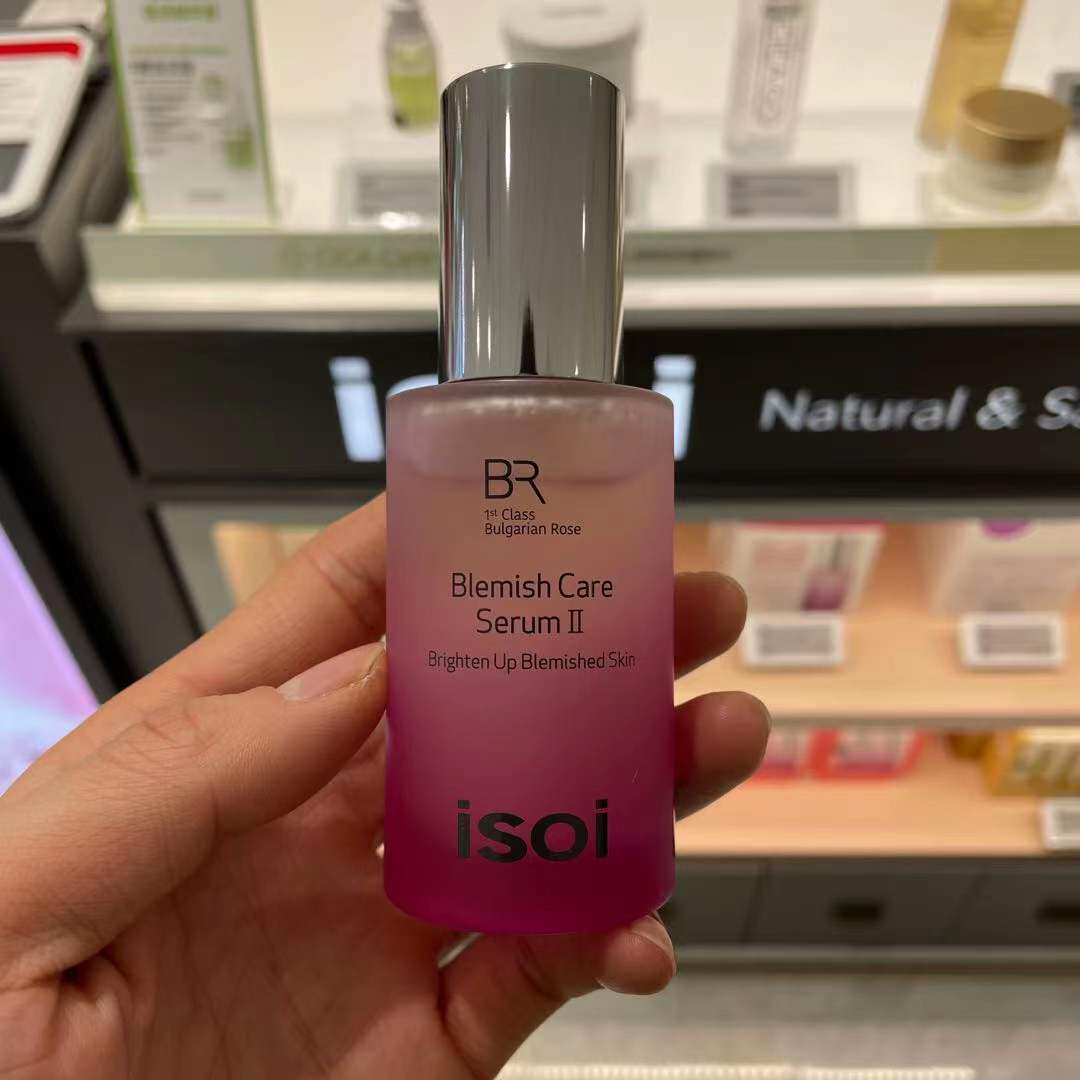 Natural & S
BR
1st Class
Bulgarian Rose
Blemish Care
Serum II
Brighten Up Blemished Skin
isoi